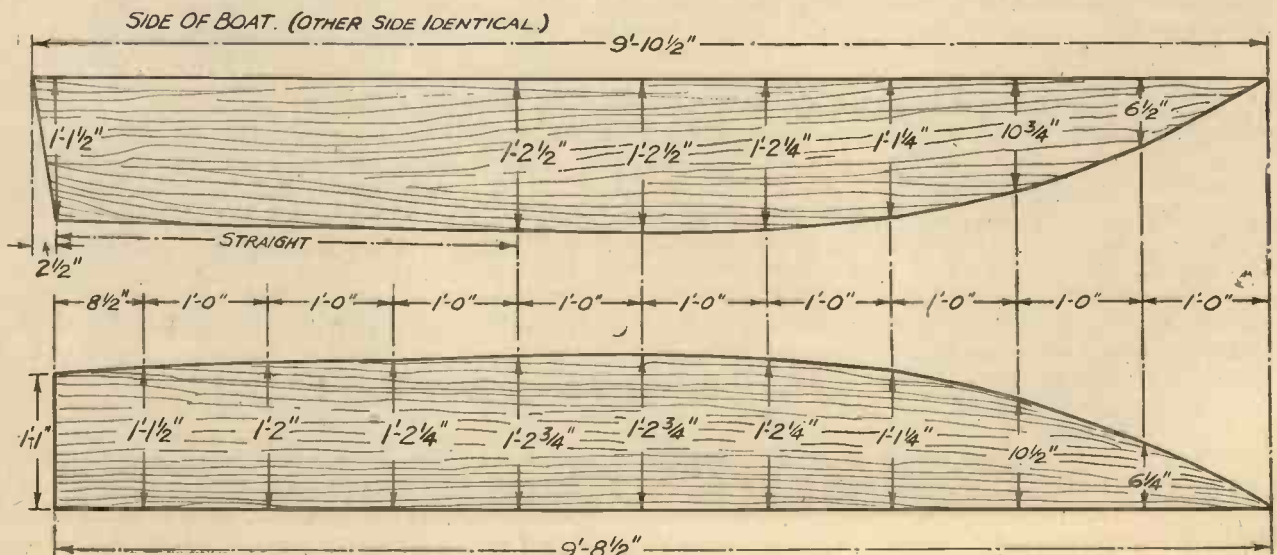 SIDE OF BOAT. (OTHER SIDE IDENTICAL.)
9'-10½"
1'-1½" 1'-2½" 1'-2½" 1'-2¼" 1'-1¼" 10¾" 6½"
STRAIGHT
2½"
8½" 1'-0" 1'-0" 1'-0" 1'-0" 1'-0" 1'-0" 1'-0" 1'-0" 1'-0"
1'-1" 1'-1½" 1'-2" 1'-2¼" 1'-2¾" 1'-2¾" 1'-2¼" 1'-1¼" 10½" 6¼"
9'-8½"